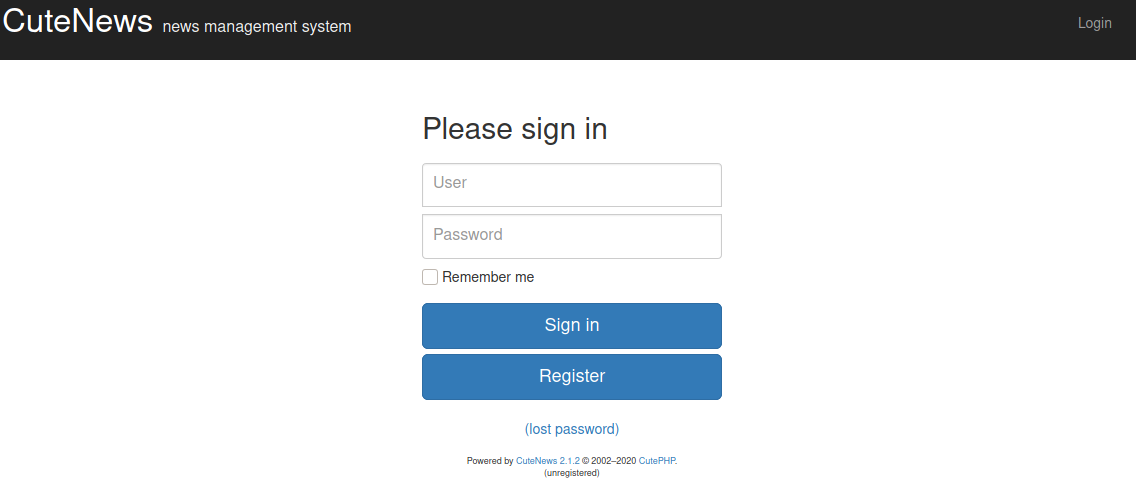 CuteNews news management system Login
Please sign in
User
Password
Remember me
Sign in
Register
(lost password)
Powered by CuteNews 2.1.2 © 2002–2020 CutePHP.
(unregistered)